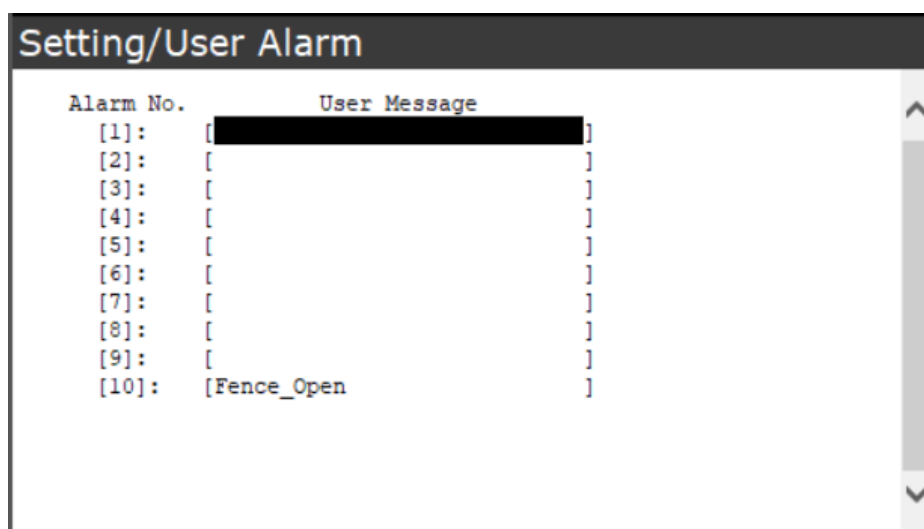 Setting/User Alarm
Alarm No. User Message
[1]: [ ]
[2]: [ ]
[3]: [ ]
[4]: [ ]
[5]: [ ]
[6]: [ ]
[7]: [ ]
[8]: [ ]
[9]: [ ]
[10]: [Fence_Open ]